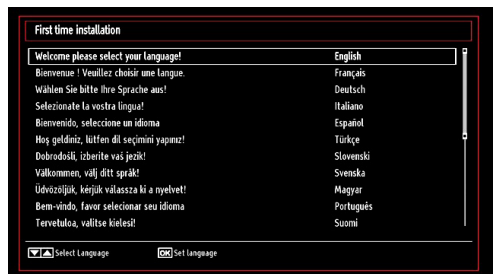 First time installation
Welcome please select your language! English
Bienvenue ! Veuillez choisir une langue. Français
Wählen Sie bitte Ihre Sprache aus! Deutsch
Selezionate la vostra lingua! Italiano
Bienvenido, seleccione un idioma Español
Hoş geldiniz, lütfen dil seçimini yapınız! Türkçe
Dobrodošli, izberite vaš jezik! Slovenski
Välkommen, välj ditt språk! Svenska
Üdvözöljük, kérjük válassza ki a nyelvet! Magyar
Bem-vindo, favor selecionar seu idioma Português
Tervetuloa, valitse kielesi! Suomi
Select Language OK Set language